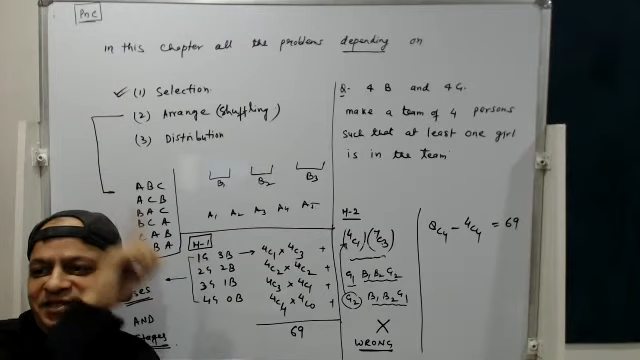 PnC
In this chapter all the problems depending on
(1) Selection.
(2) Arrange (Shuffling)
(3) Distribution
A B C
A C B
B A C
B C A
C A B
B A
B1 B2 B3
A1 A2 A3 A4 A5
M-1
1G 3B → 4C1 × 4C3 +
2G 2B 4C2 × 4C2 +
3G 1B 4C3 × 4C1 +
4G 0B 4C4 × 4C0 +
69
AND
Q. 4 B and 4 G.
make a team of 4 persons
such that at least one girl
is in the team
M-2
(4C1) (7C3)
G1 B1 B2 G2
G2 B1 B2 G1
×
WRONG
8C4 - 4C4 = 69